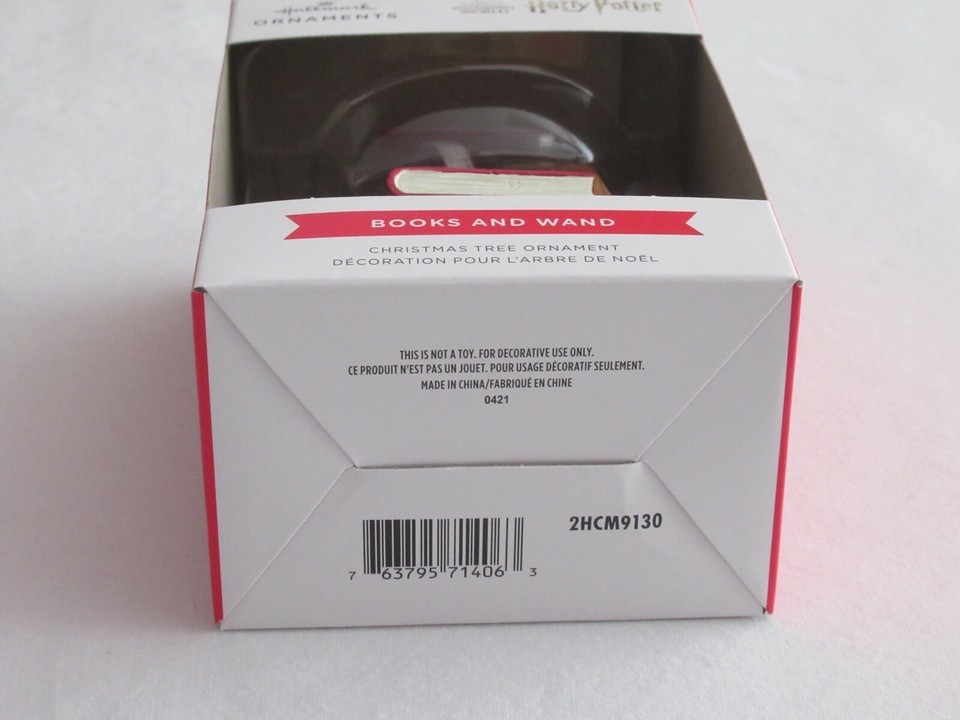 Hallmark
ORNAMENTS
Harry Potter
BOOKS AND WAND
CHRISTMAS TREE ORNAMENT
DÉCORATION POUR L'ARBRE DE NOËL
THIS IS NOT A TOY. FOR DECORATIVE USE ONLY.
CE PRODUIT N'EST PAS UN JOUET. POUR USAGE DÉCORATIF SEULEMENT.
MADE IN CHINA/FABRIQUÉ EN CHINE
0421
2HCM9130
7 63795 71406 3